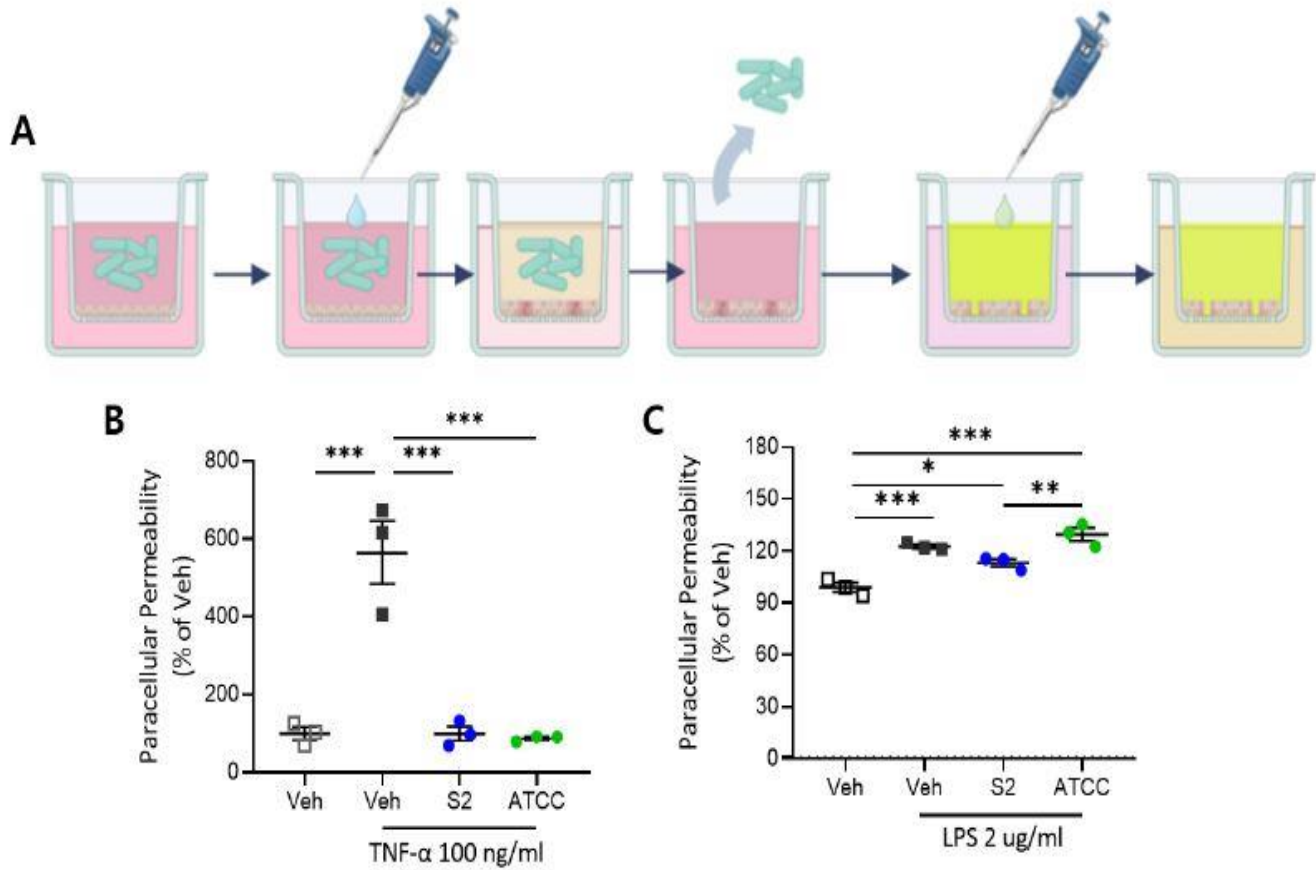 A
B
***
***
***
800
600
400
200
0
Paracellular Permeability
(% of Veh)
Veh
Veh
S2
ATCC
TNF-α 100 ng/ml
C
***
*
***
**
180
150
120
90
60
30
0
Paracellular Permeability
(% of Veh)
Veh
Veh
S2
ATCC
LPS 2 ug/ml